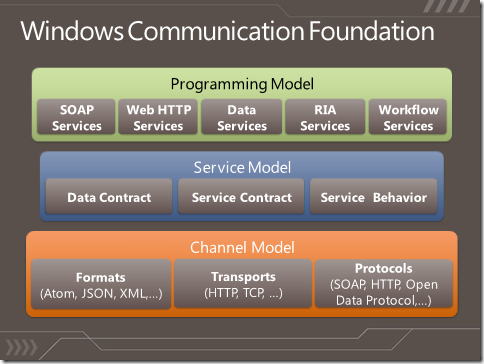 Windows Communication Foundation
Programming Model
SOAP Services
Web HTTP Services
Data Services
RIA Services
Workflow Services
Service Model
Data Contract
Service Contract
Service Behavior
Channel Model
Formats
(Atom, JSON, XML,...)
Transports
(HTTP, TCP, ...)
Protocols
(SOAP, HTTP, Open
Data Protocol,...)